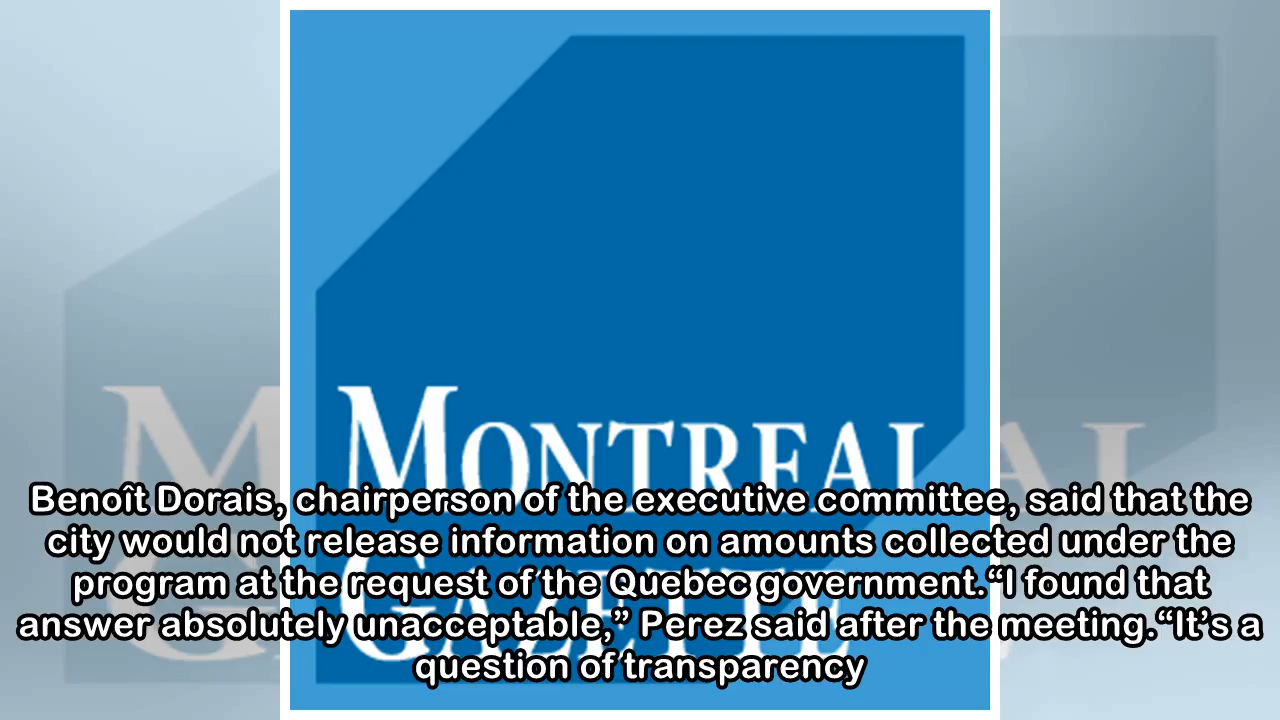 MONTREAL
GAZETTE
Benoît Dorais, chairperson of the executive committee, said that the
city would not release information on amounts collected under the
program at the request of the Quebec government.“I found that
answer absolutely unacceptable,” Perez said after the meeting.“It’s a
question of transparency